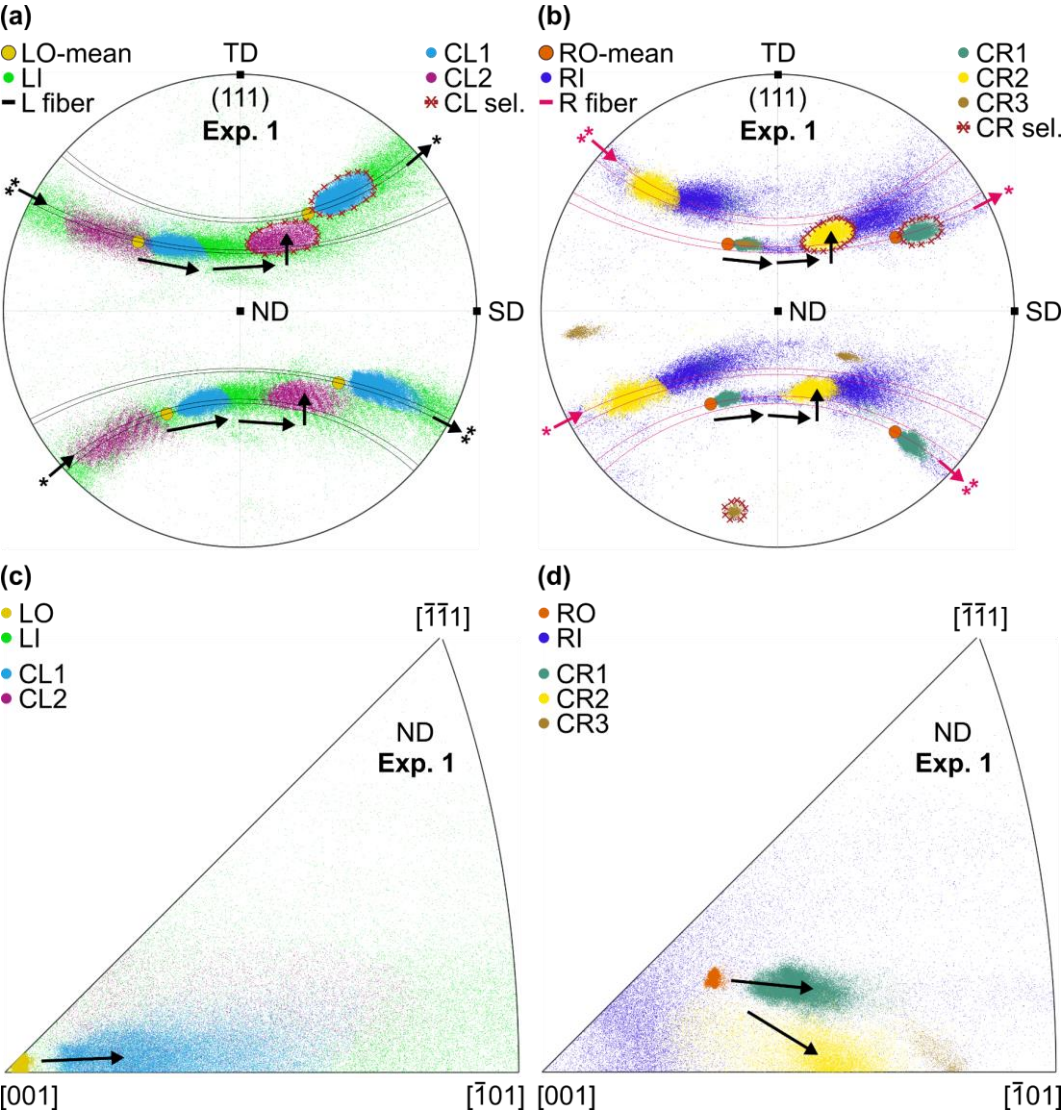 (a)
LO-mean
LI
L fiber
TD
(111)
Exp. 1
CL1
CL2
CL sel.
*
**
ND
SD
*
**
(b)
RO-mean
RI
R fiber
TD
(111)
Exp. 1
CR1
CR2
CR3
CR sel.
**
*
ND
SD
*
**
(c)
LO
LI
CL1
CL2
[1̅1̅1]
ND
Exp. 1
[001]
[1̅01]
(d)
RO
RI
CR1
CR2
CR3
[1̅1̅1]
ND
Exp. 1
[001]
[1̅01]